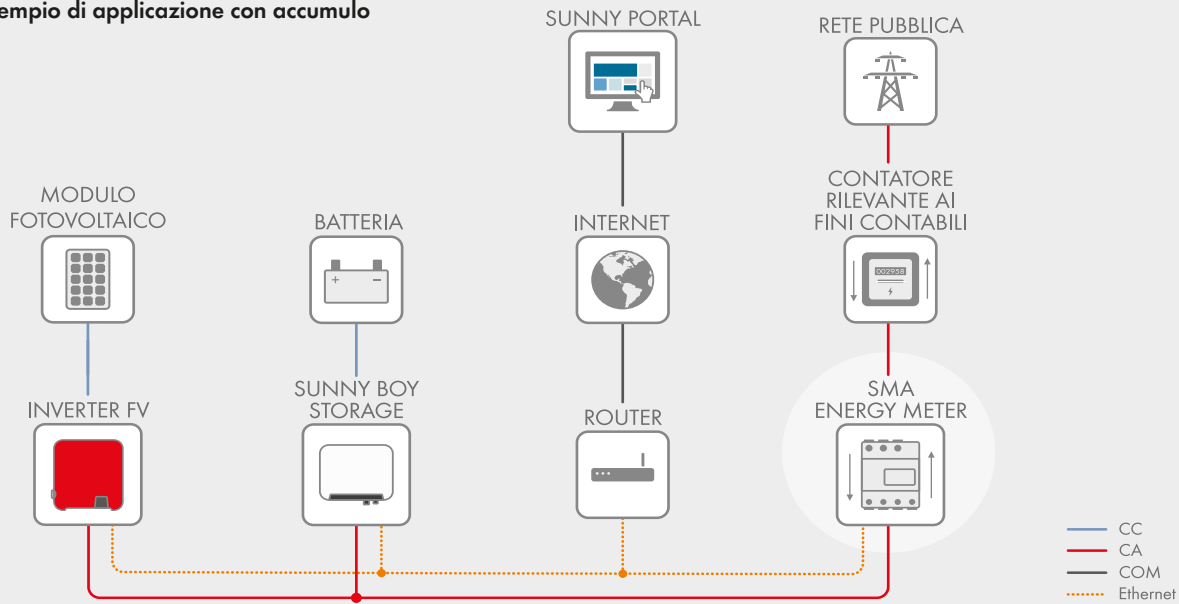 empio di applicazione con accumulo
SUNNY PORTAL
RETE PUBBLICA
MODULO
FOTOVOLTAICO
BATTERIA
INTERNET
CONTATORE
RILEVANTE AI
FINI CONTABILI
002958
INVERTER FV
SUNNY BOY
STORAGE
ROUTER
SMA
ENERGY METER
CC
CA
COM
Ethernet